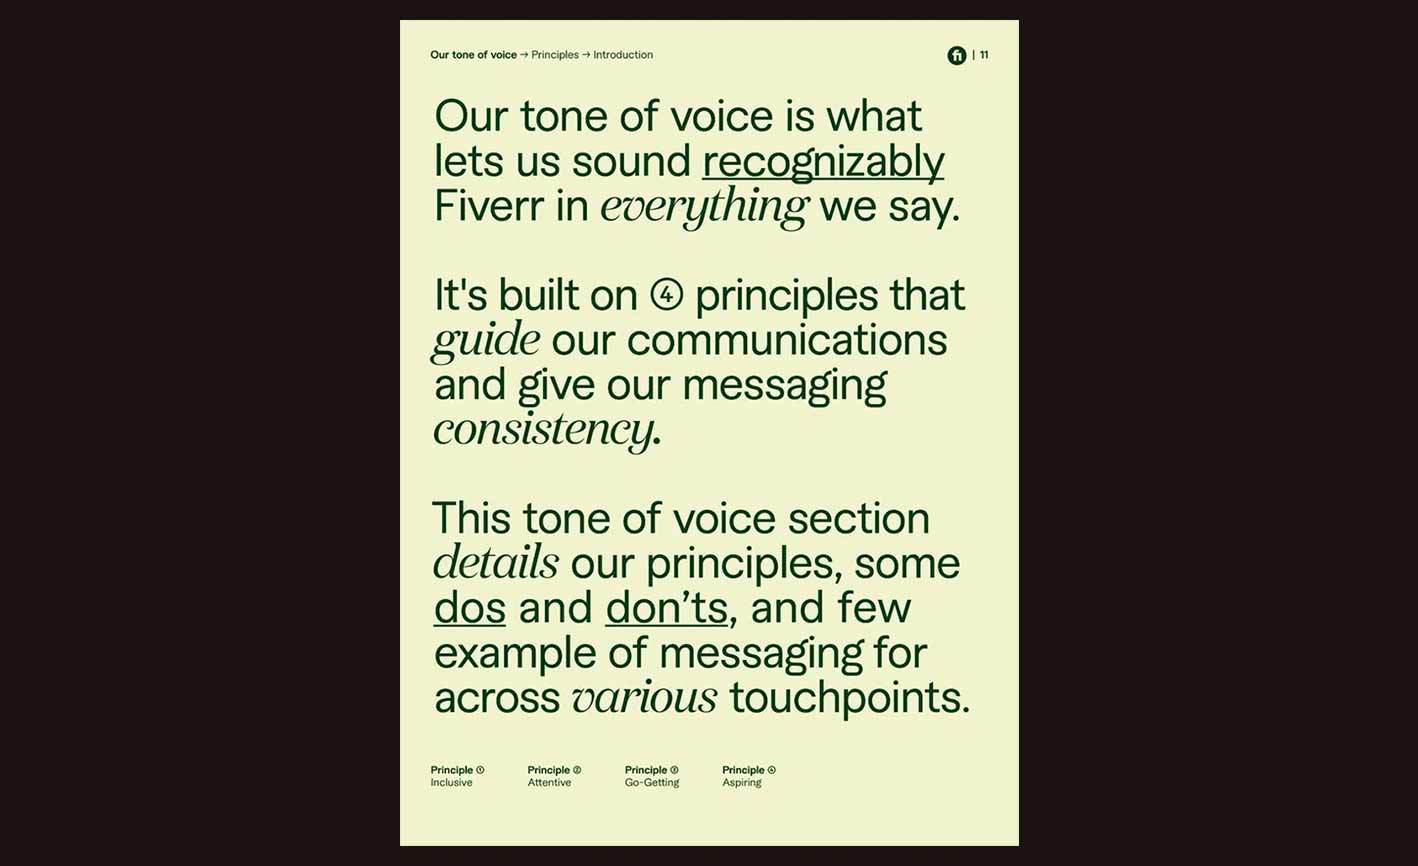 Our tone of voice → Principles → Introduction
fi | 11
Our tone of voice is what
lets us sound recognizably
Fiverr in everything we say.
It's built on ④ principles that
guide our communications
and give our messaging
consistency.
This tone of voice section
details our principles, some
dos and don’ts, and few
example of messaging for
across various touchpoints.
Principle ① Principle ② Principle ③ Principle ④
Inclusive Attentive Go-Getting Aspiring